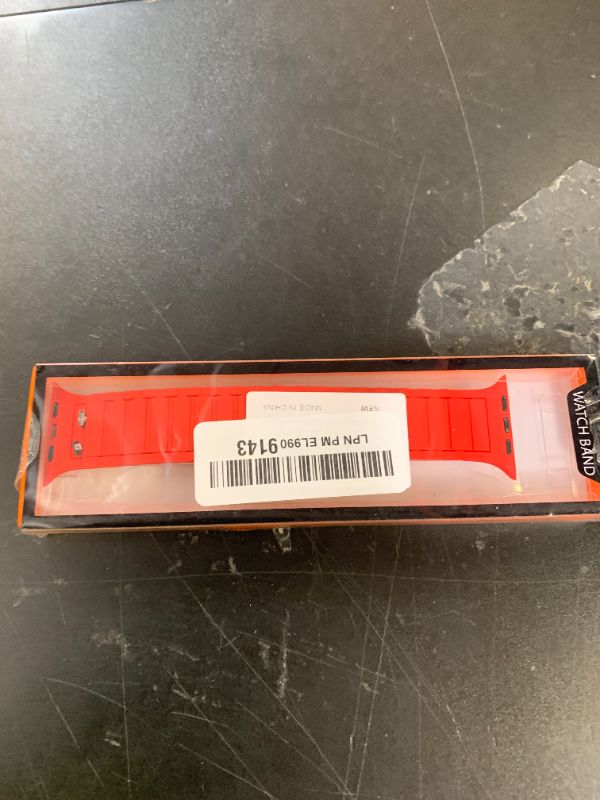 WATCH BAND
NEW MADE IN CHINA
LPN PM EL990 9143